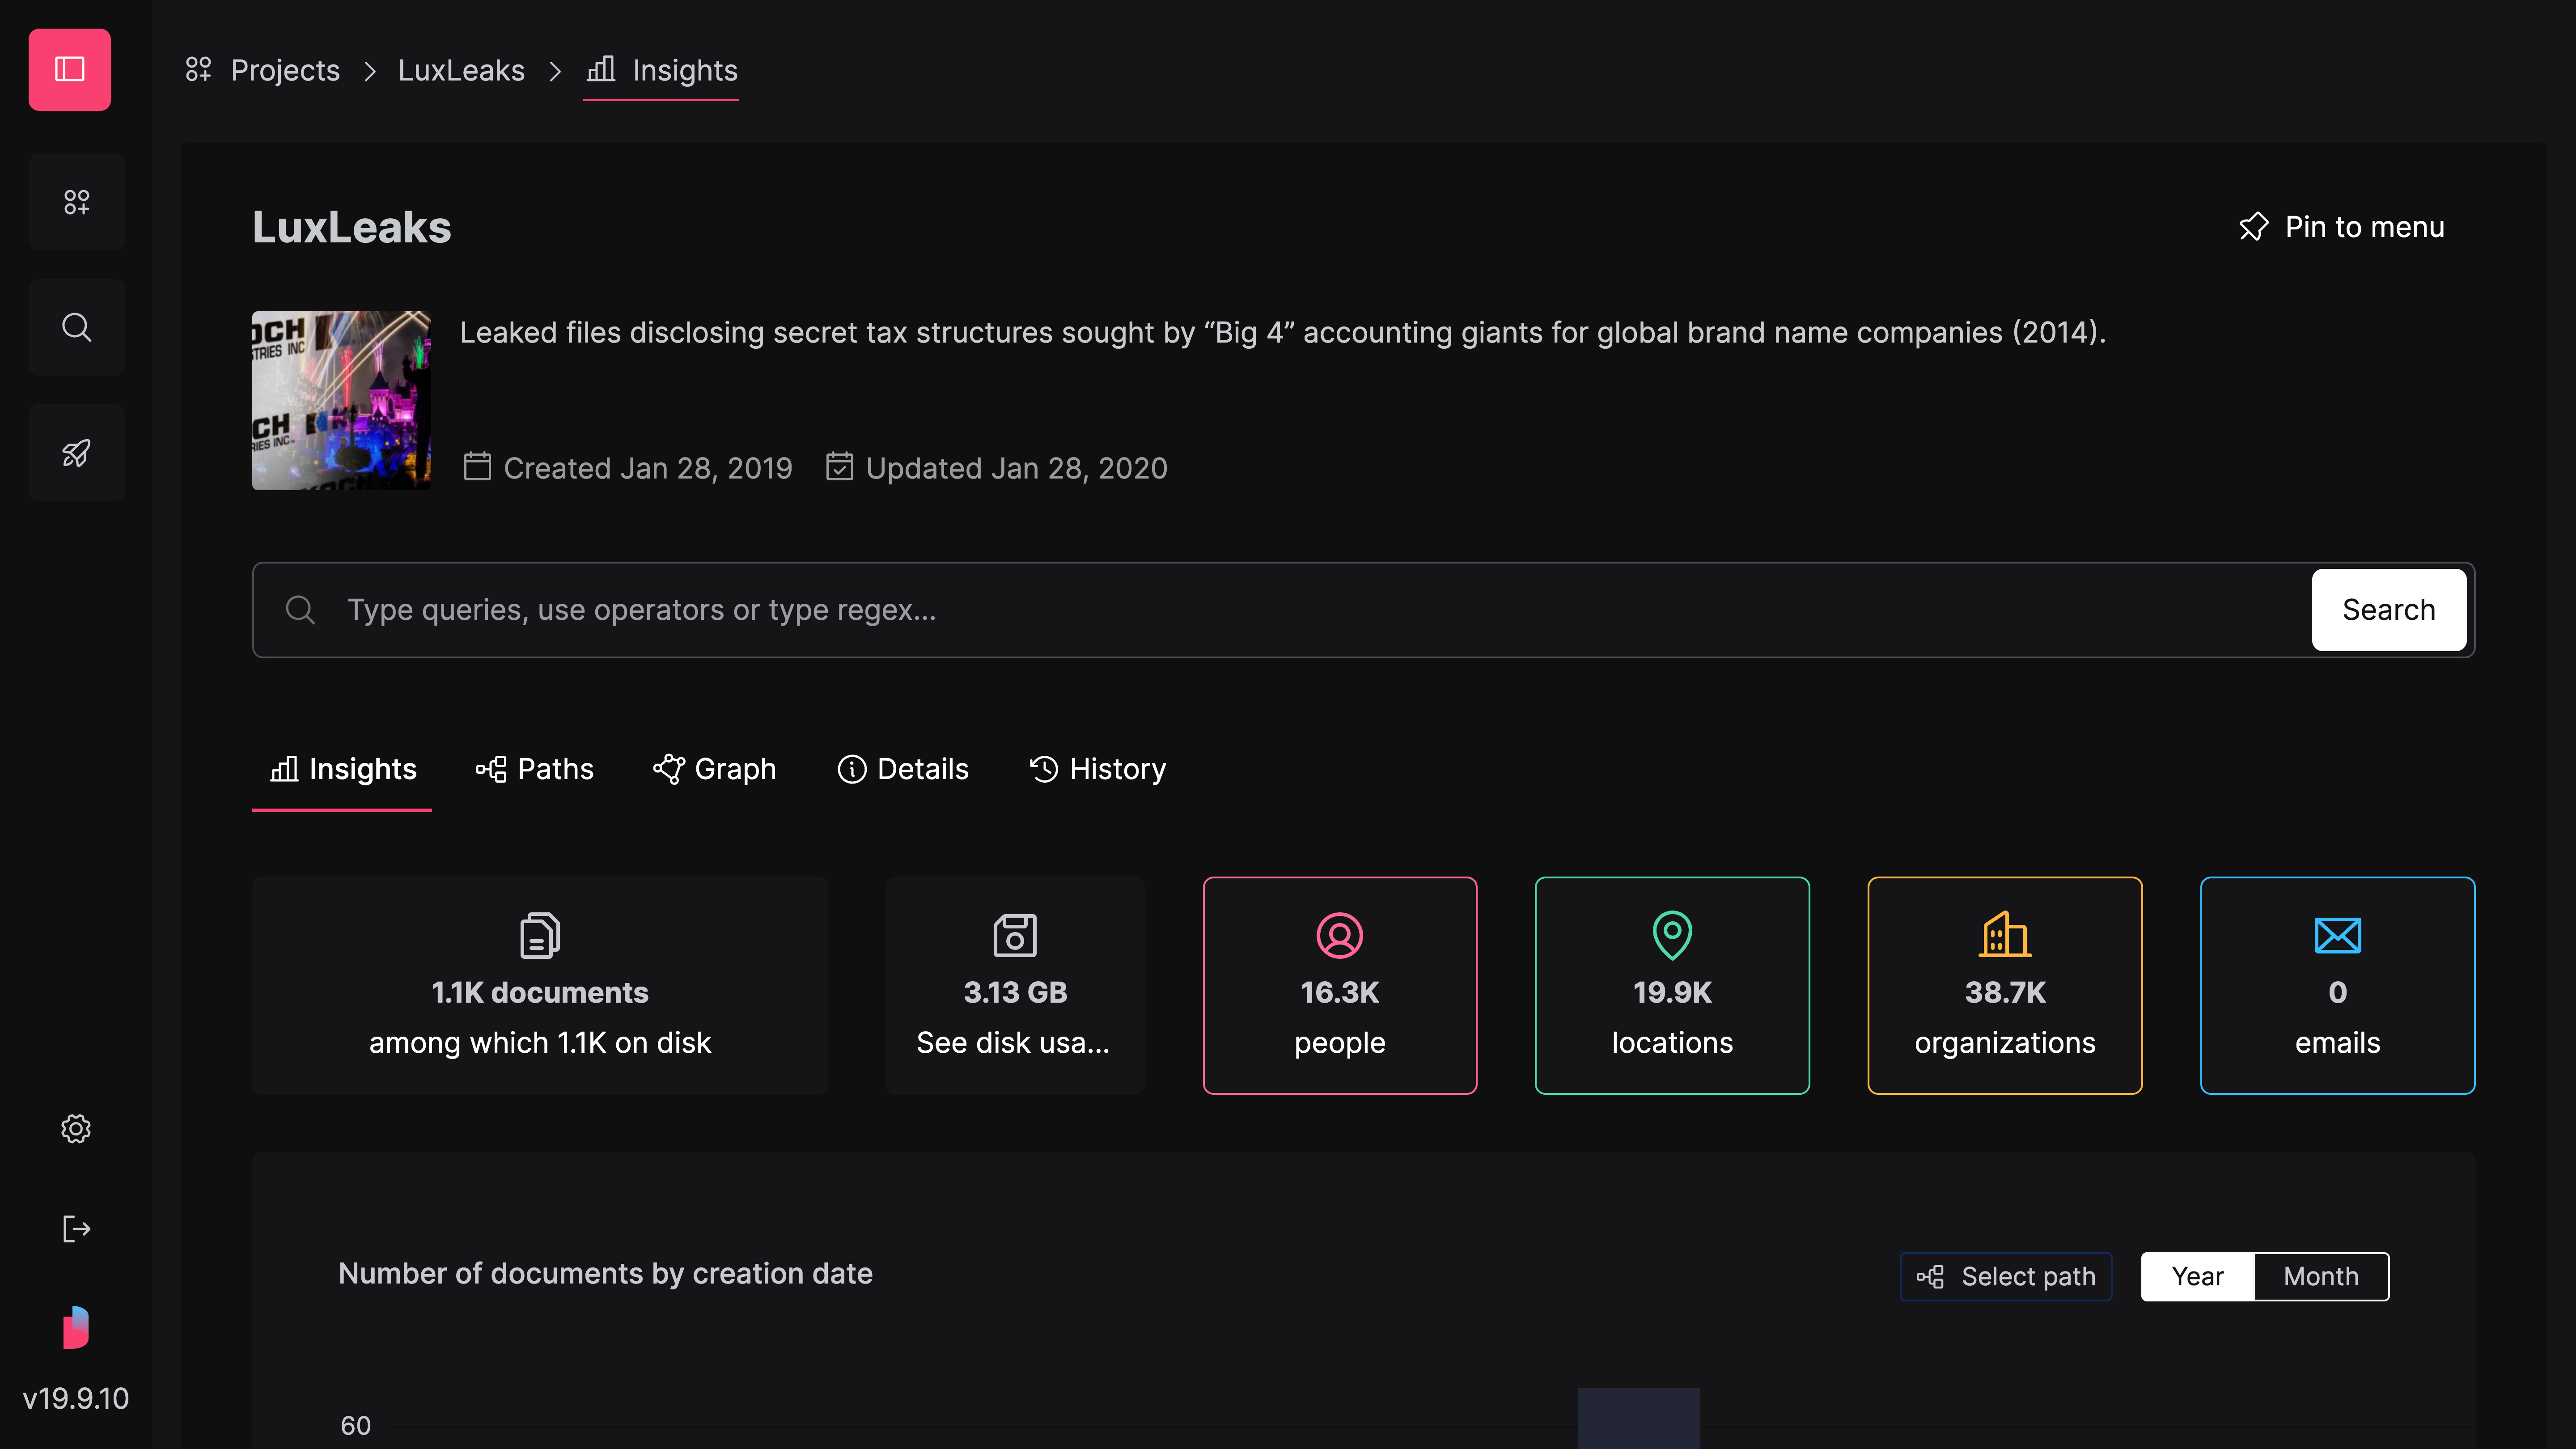 Projects > LuxLeaks > Insights
LuxLeaks
Pin to menu
OCH
STRIES INC
CH
RIES INC
Leaked files disclosing secret tax structures sought by “Big 4” accounting giants for global brand name companies (2014).
Created Jan 28, 2019
Updated Jan 28, 2020
Type queries, use operators or type regex...
Search
Insights
Paths
Graph
Details
History
1.1K documents
among which 1.1K on disk
3.13 GB
See disk usa...
16.3K
people
19.9K
locations
38.7K
organizations
0
emails
Number of documents by creation date
Select path
Year
Month
60
v19.9.10